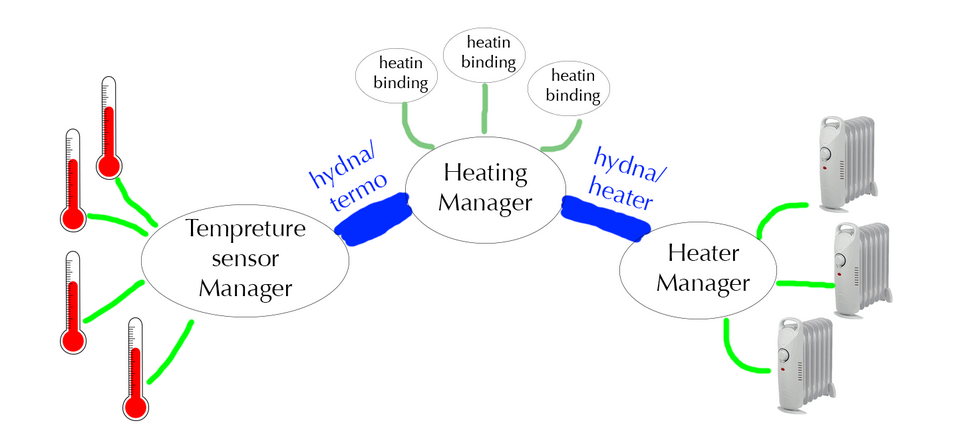 heatin
binding
heatin
binding
heatin
binding
hydna/
termo
Heating
Manager
hydna/
heater
Tempreture
sensor
Manager
Heater
Manager